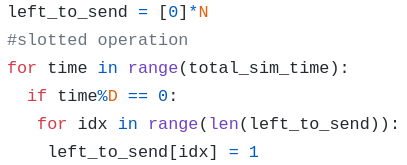 left_to_send = [0]*N
#slotted operation
for time in range(total_sim_time):
  if time%D == 0:
   for idx in range(len(left_to_send)):
    left_to_send[idx] = 1